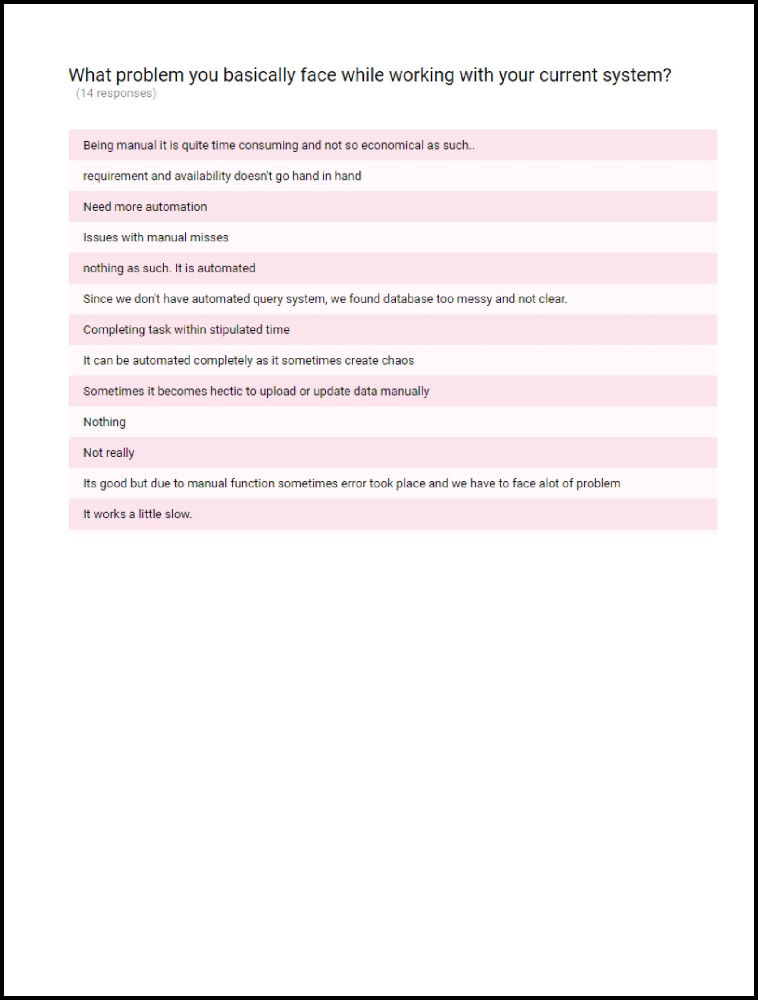 What problem you basically face while working with your current system?
(14 responses)
Being manual it is quite time consuming and not so economical as such..
requirement and availability doesn't go hand in hand
Need more automation
Issues with manual misses
nothing as such. It is automated
Since we don't have automated query system, we found database too messy and not clear.
Completing task within stipulated time
It can be automated completely as it sometimes create chaos
Sometimes it becomes hectic to upload or update data manually
Nothing
Not really
Its good but due to manual function sometimes error took place and we have to face alot of problem
It works a little slow.